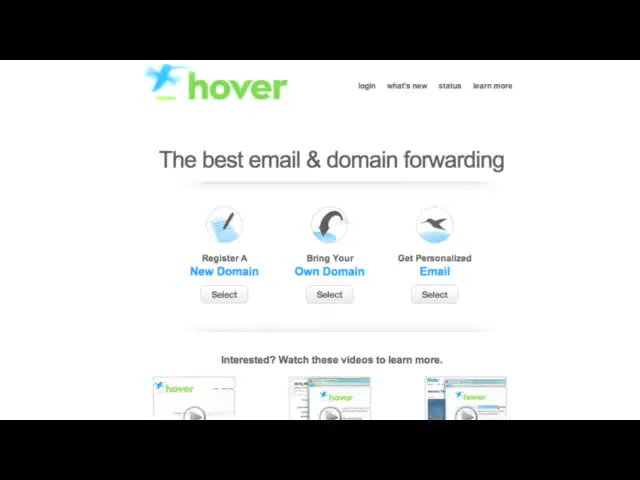 hover
login what's new status learn more
The best email & domain forwarding
Register A Bring Your Get Personalized
New Domain Own Domain Email
Select Select Select
Interested? Watch these videos to learn more.
hover hover hover